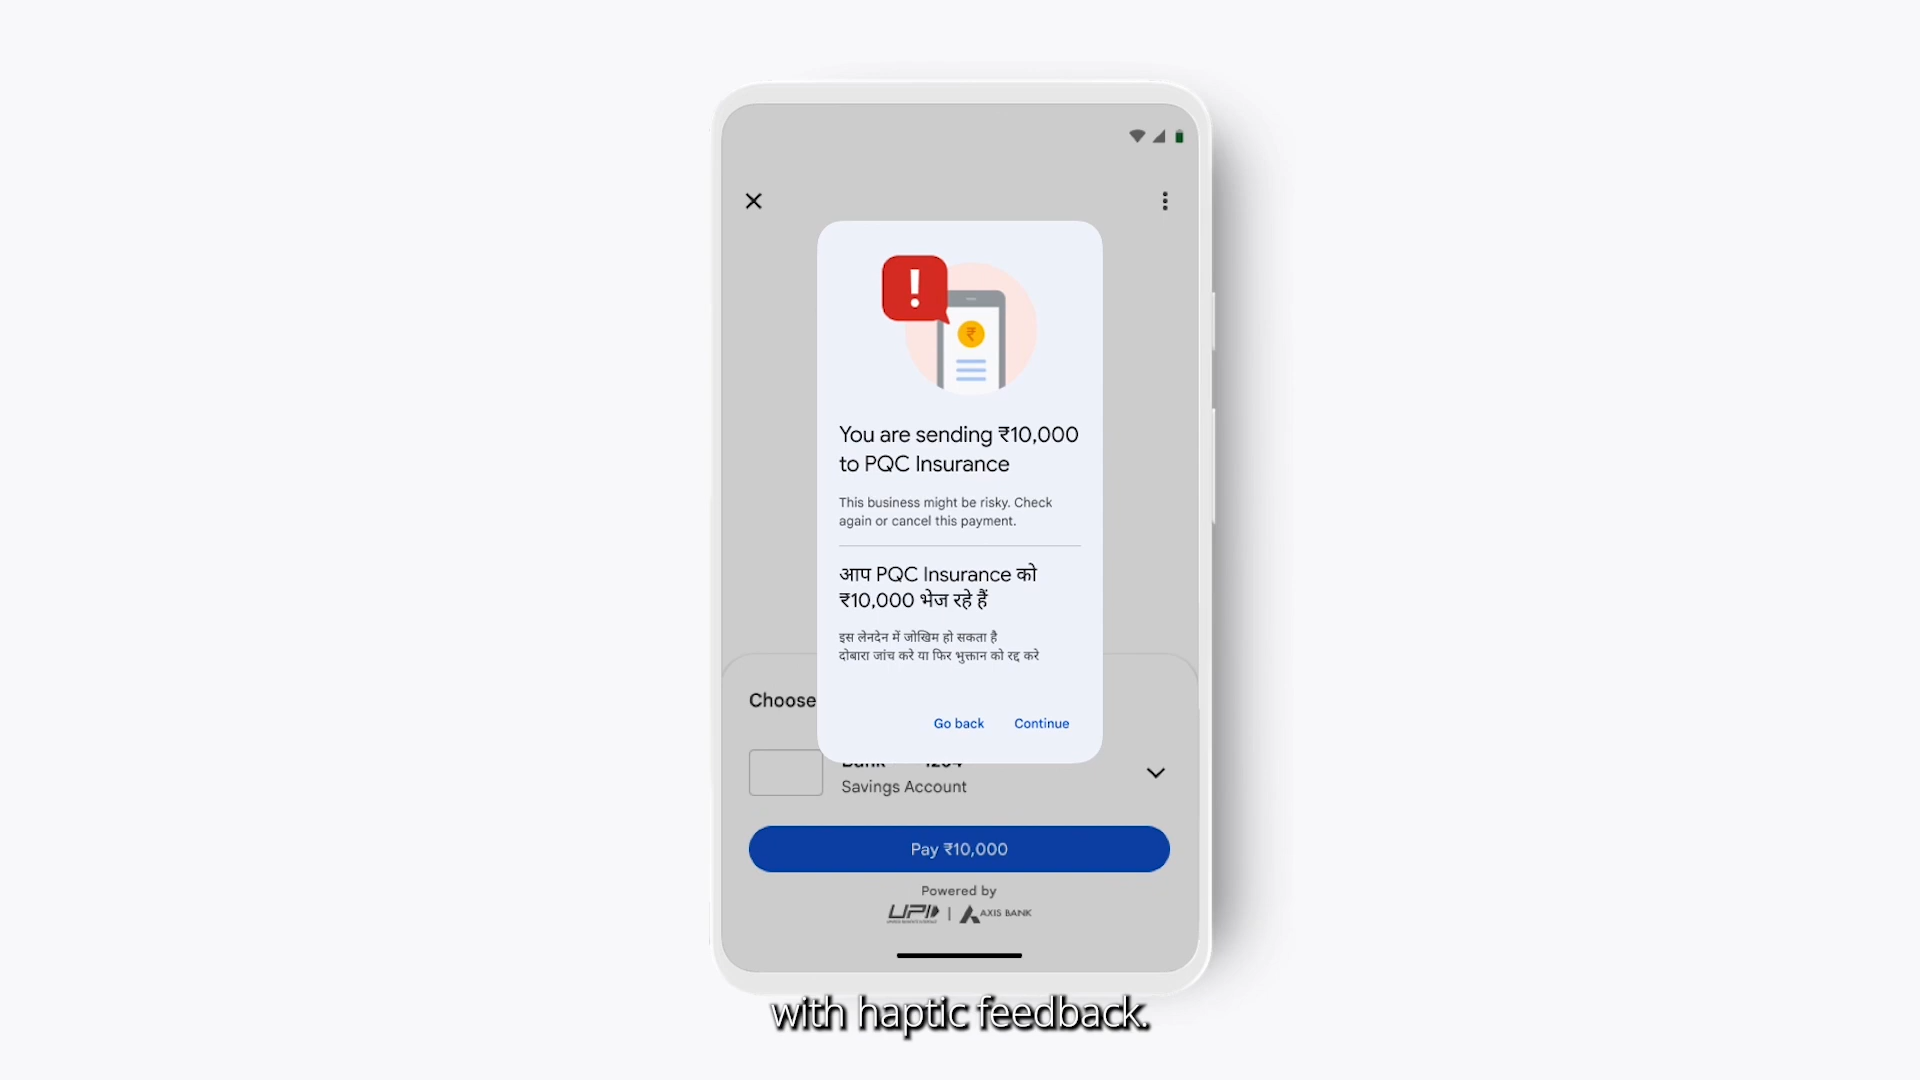 You are sending ₹10,000
to PQC Insurance
This business might be risky. Check
again or cancel this payment.
आप PQC Insurance को
₹10,000 भेज रहे हैं
इस लेनदेन में जोखिम हो सकता है
दोबारा जांच करे या फिर भुक्तान को रद्द करे
Go back Continue
Choose
Bank 1234
Savings Account
Pay ₹10,000
Powered by
UPI | AXIS BANK
with haptic feedback.